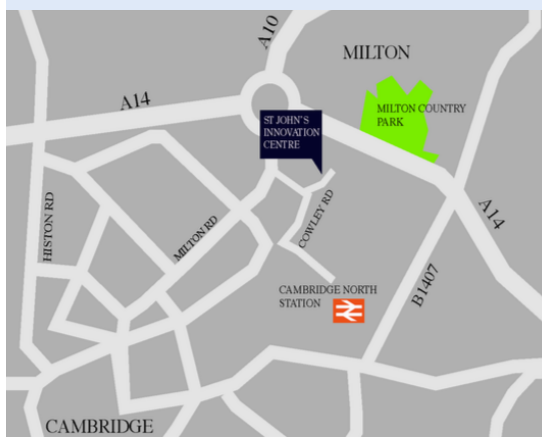 A10
MILTON
A14
MILTON COUNTRY
PARK
ST JOHN'S
INNOVATION
CENTRE
HISTON RD
MILTON RD
COWLEY RD
A14
CAMBRIDGE NORTH
STATION
B1407
CAMBRIDGE